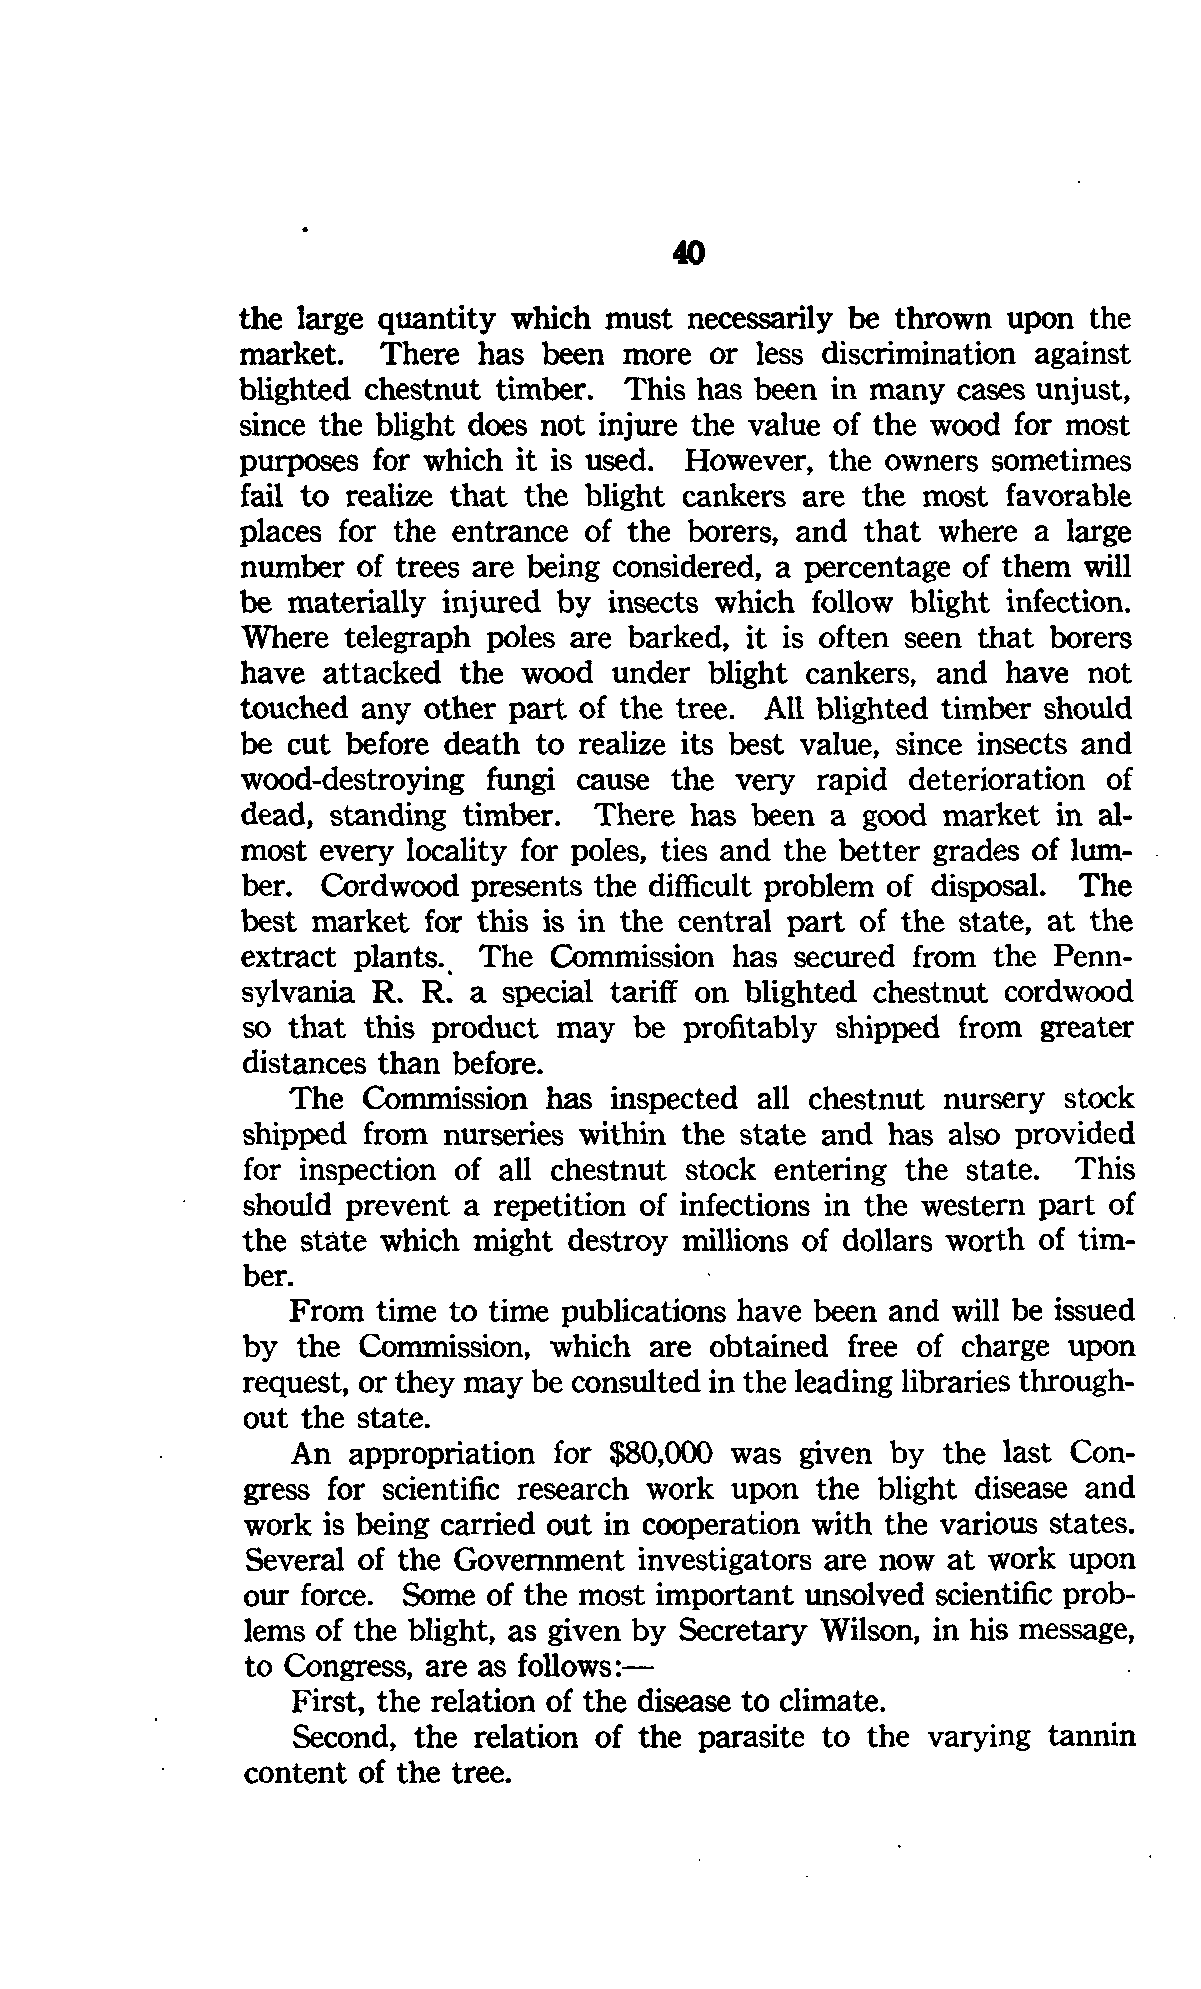 40
the large quantity which must necessarily be thrown upon the
market. There has been more or less discrimination against
blighted chestnut timber. This has been in many cases unjust,
since the blight does not injure the value of the wood for most
purposes for which it is used. However, the owners sometimes
fail to realize that the blight cankers are the most favorable
places for the entrance of the borers, and that where a large
number of trees are being considered, a percentage of them will
be materially injured by insects which follow blight infection.
Where telegraph poles are barked, it is often seen that borers
have attacked the wood under blight cankers, and have not
touched any other part of the tree. All blighted timber should
be cut before death to realize its best value, since insects and
wood-destroying fungi cause the very rapid deterioration of
dead, standing timber. There has been a good market in al-
most every locality for poles, ties and the better grades of lum-
ber. Cordwood presents the difficult problem of disposal. The
best market for this is in the central part of the state, at the
extract plants. The Commission has secured from the Penn-
sylvania R. R. a special tariff on blighted chestnut cordwood
so that this product may be profitably shipped from greater
distances than before.
The Commission has inspected all chestnut nursery stock
shipped from nurseries within the state and has also provided
for inspection of all chestnut stock entering the state. This
should prevent a repetition of infections in the western part of
the state which might destroy millions of dollars worth of tim-
ber.
From time to time publications have been and will be issued
by the Commission, which are obtained free of charge upon
request, or they may be consulted in the leading libraries through-
out the state.
An appropriation for $80,000 was given by the last Con-
gress for scientific research work upon the blight disease and
work is being carried out in cooperation with the various states.
Several of the Government investigators are now at work upon
our force. Some of the most important unsolved scientific prob-
lems of the blight, as given by Secretary Wilson, in his message,
to Congress, are as follows:—
First, the relation of the disease to climate.
Second, the relation of the parasite to the varying tannin
content of the tree.